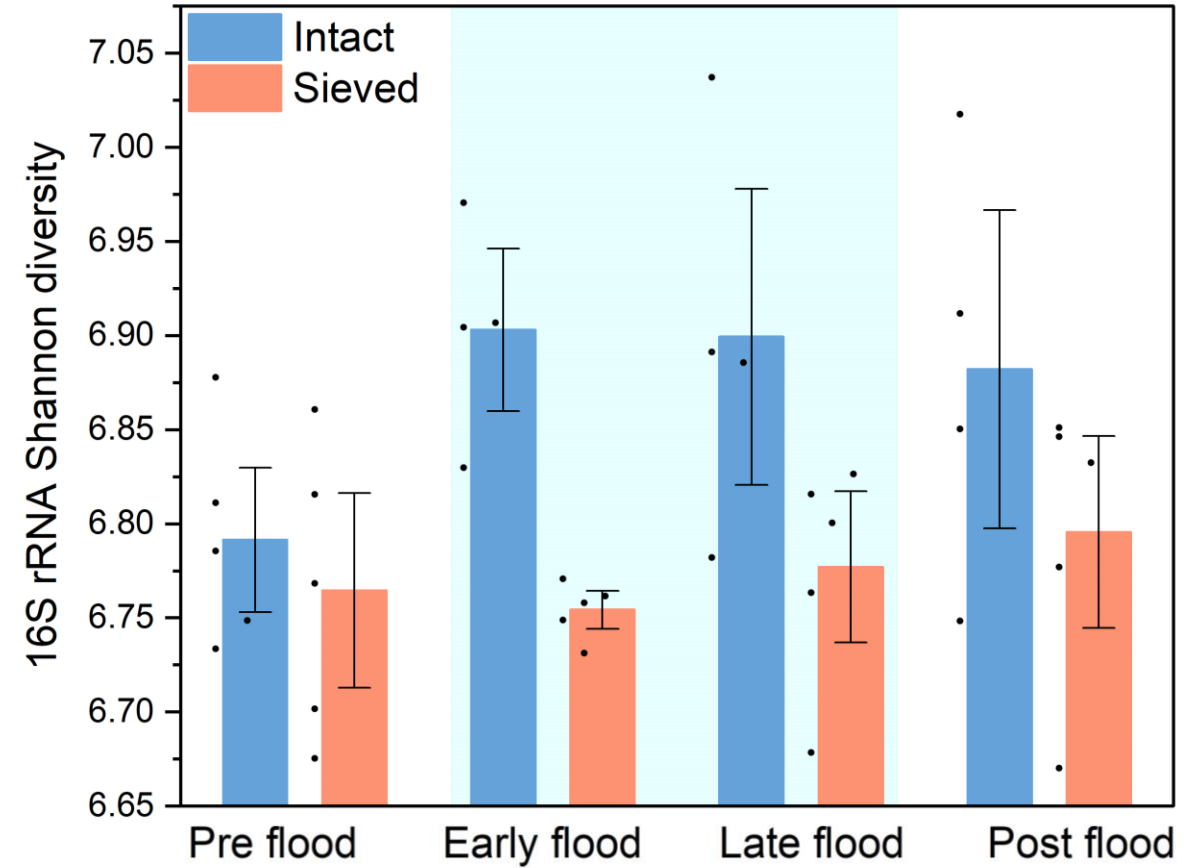 Intact
Sieved
16S rRNA Shannon diversity
7.05
7.00
6.95
6.90
6.85
6.80
6.75
6.70
6.65
Pre flood Early flood Late flood Post flood